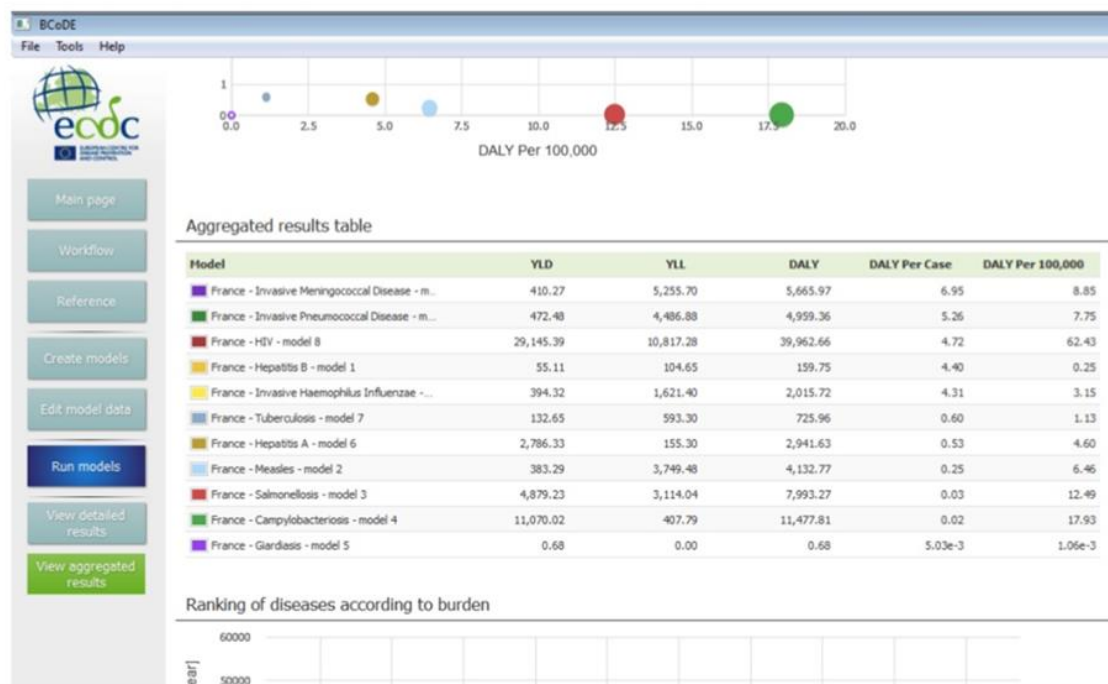 BCoDE
File Tools Help
ecdc
EUROPEAN CENTRE FOR
DISEASE PREVENTION
AND CONTROL
1
0
0.0 2.5 5.0 7.5 10.0 12.5 15.0 17.5 20.0
DALY Per 100,000
Main page
Workflow
Reference
Create models
Edit model data
Run models
View detailed
results
View aggregated
results
Aggregated results table
Model YLD YLL DALY DALY Per Case DALY Per 100,000
France - Invasive Meningococcal Disease - m... 410.27 5,255.70 5,665.97 6.95 8.85
France - Invasive Pneumococcal Disease - m... 472.48 4,486.88 4,959.36 5.26 7.75
France - HIV - model 8 29,145.39 10,817.28 39,962.66 4.72 62.43
France - Hepatitis B - model 1 55.11 104.65 159.75 4.40 0.25
France - Invasive Haemophilus Influenzae -... 394.32 1,621.40 2,015.72 4.31 3.15
France - Tuberculosis - model 7 132.65 593.30 725.96 0.60 1.13
France - Hepatitis A - model 6 2,786.33 155.30 2,941.63 0.53 4.60
France - Measles - model 2 383.29 3,749.48 4,132.77 0.25 6.46
France - Salmonellosis - model 3 4,879.23 3,114.04 7,993.27 0.03 12.49
France - Campylobacteriosis - model 4 11,070.02 407.79 11,477.81 0.02 17.93
France - Giardiasis - model 5 0.68 0.00 0.68 5.03e-3 1.06e-3
Ranking of diseases according to burden
60000
50000